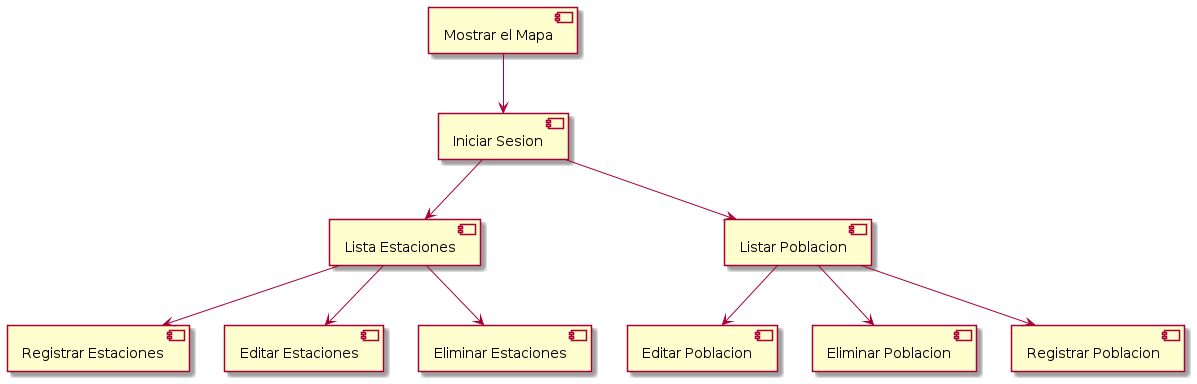 Mostrar el Mapa
Iniciar Sesion
Lista Estaciones
Listar Poblacion
Registrar Estaciones
Editar Estaciones
Eliminar Estaciones
Editar Poblacion
Eliminar Poblacion
Registrar Poblacion